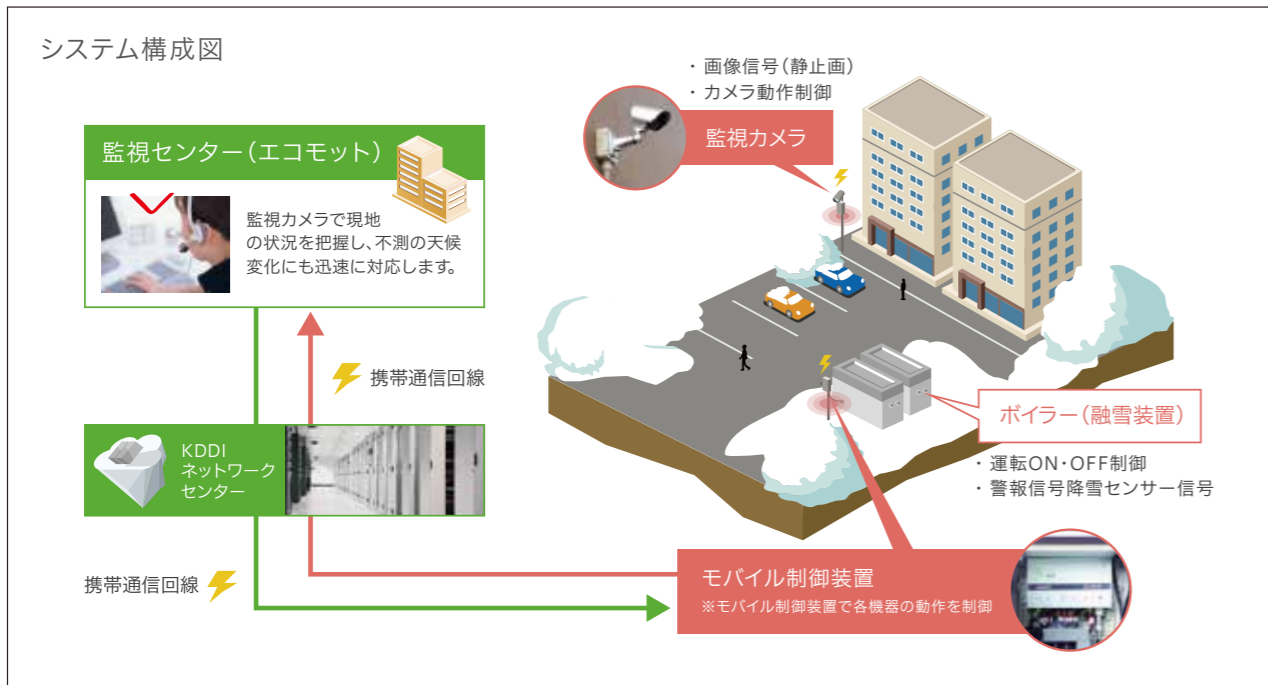 システム構成図
・ 画像信号（静止画）
・ カメラ動作制御
監視カメラ
監視センター（エコモット）
監視カメラで現地
の状況を把握し、不測の天候
変化にも迅速に対応します。
携帯通信回線
KDDI
ネットワーク
センター
ボイラー（融雪装置）
・ 運転ON・OFF制御
・ 警報信号降雪センサー信号
携帯通信回線
モバイル制御装置
※モバイル制御装置で各機器の動作を制御